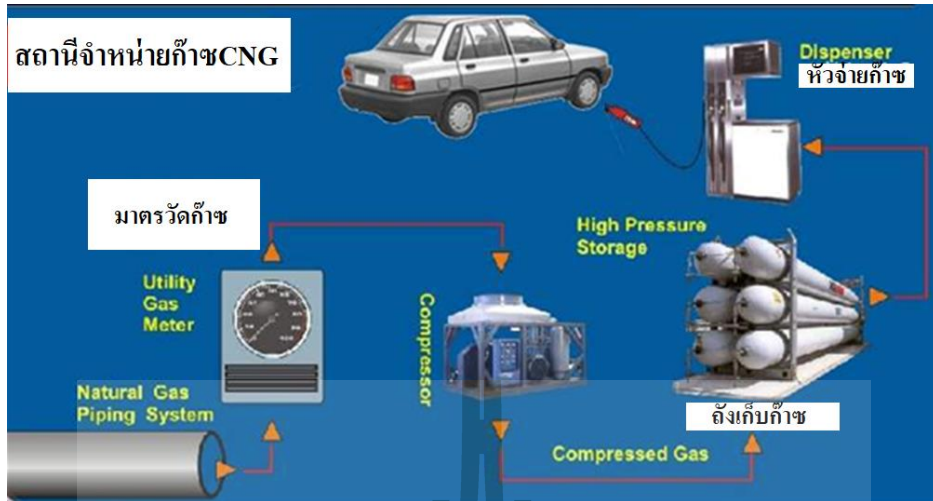 สถานีจำหน่ายก๊าซCNG
Dispenser
หัวจ่ายก๊าซ
มาตรวัดก๊าซ
High Pressure
Storage
Utility
Gas
Meter
Compressor
Natural Gas
Piping System
ถังเก็บก๊าซ
Compressed Gas